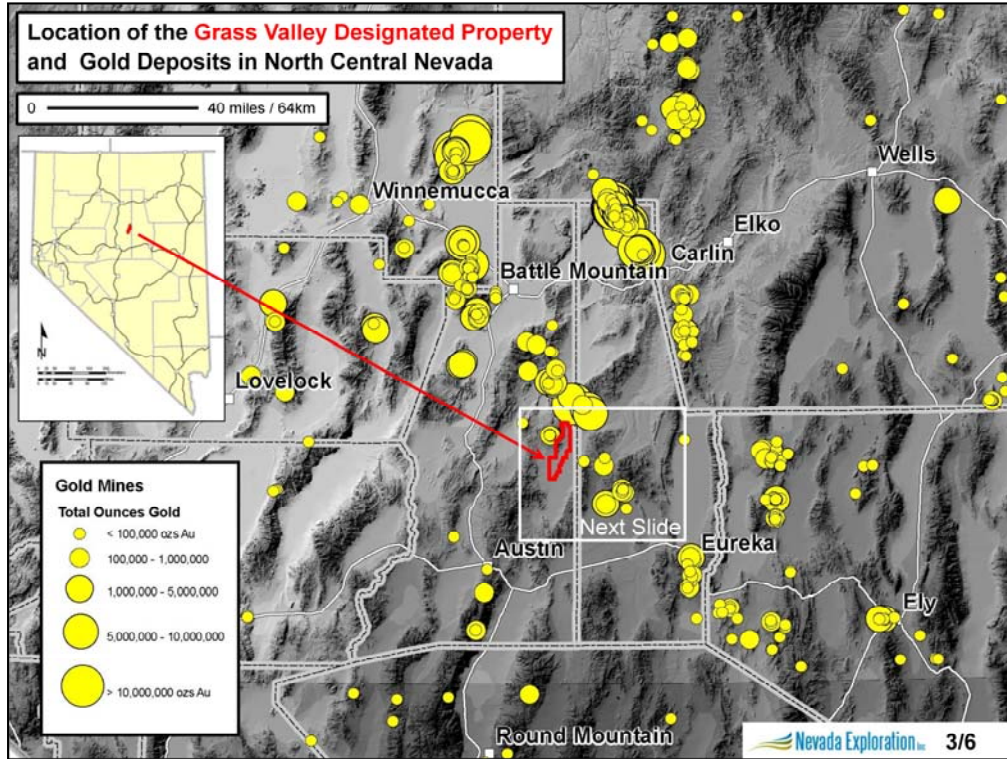 Location of the Grass Valley Designated Property
and Gold Deposits in North Central Nevada
0 40 miles / 64km
Wells
Winnemucca
Elko
Carlin
Battle Mountain
N
Lovelock
Gold Mines
Total Ounces Gold
< 100,000 ozs Au
100,000 - 1,000,000
1,000,000 - 5,000,000
5,000,000 - 10,000,000
> 10,000,000 ozs Au
Next Slide
Austin
Eureka
Ely
Round Mountain
Nevada Exploration Inc 3/6